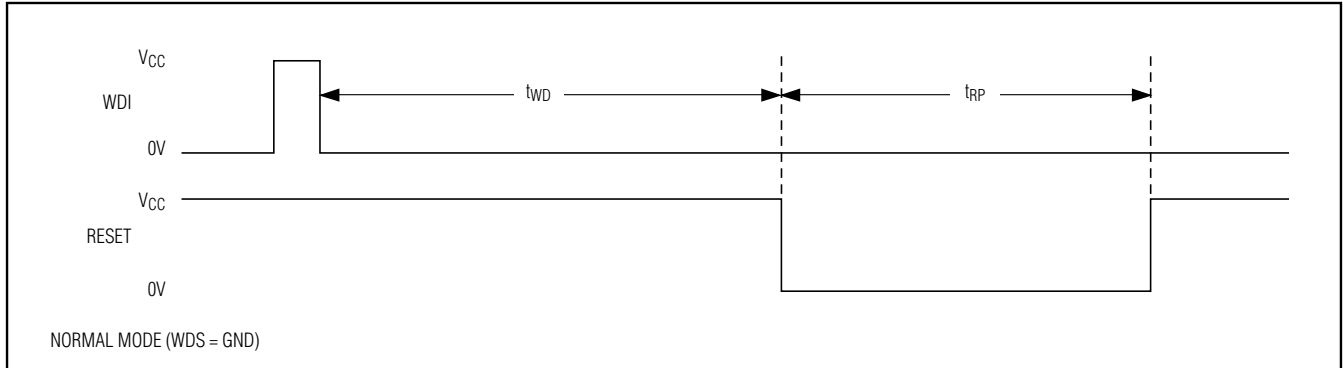 VCC
WDI
tWD
tRP
0V
VCC
RESET
0V
NORMAL MODE (WDS = GND)